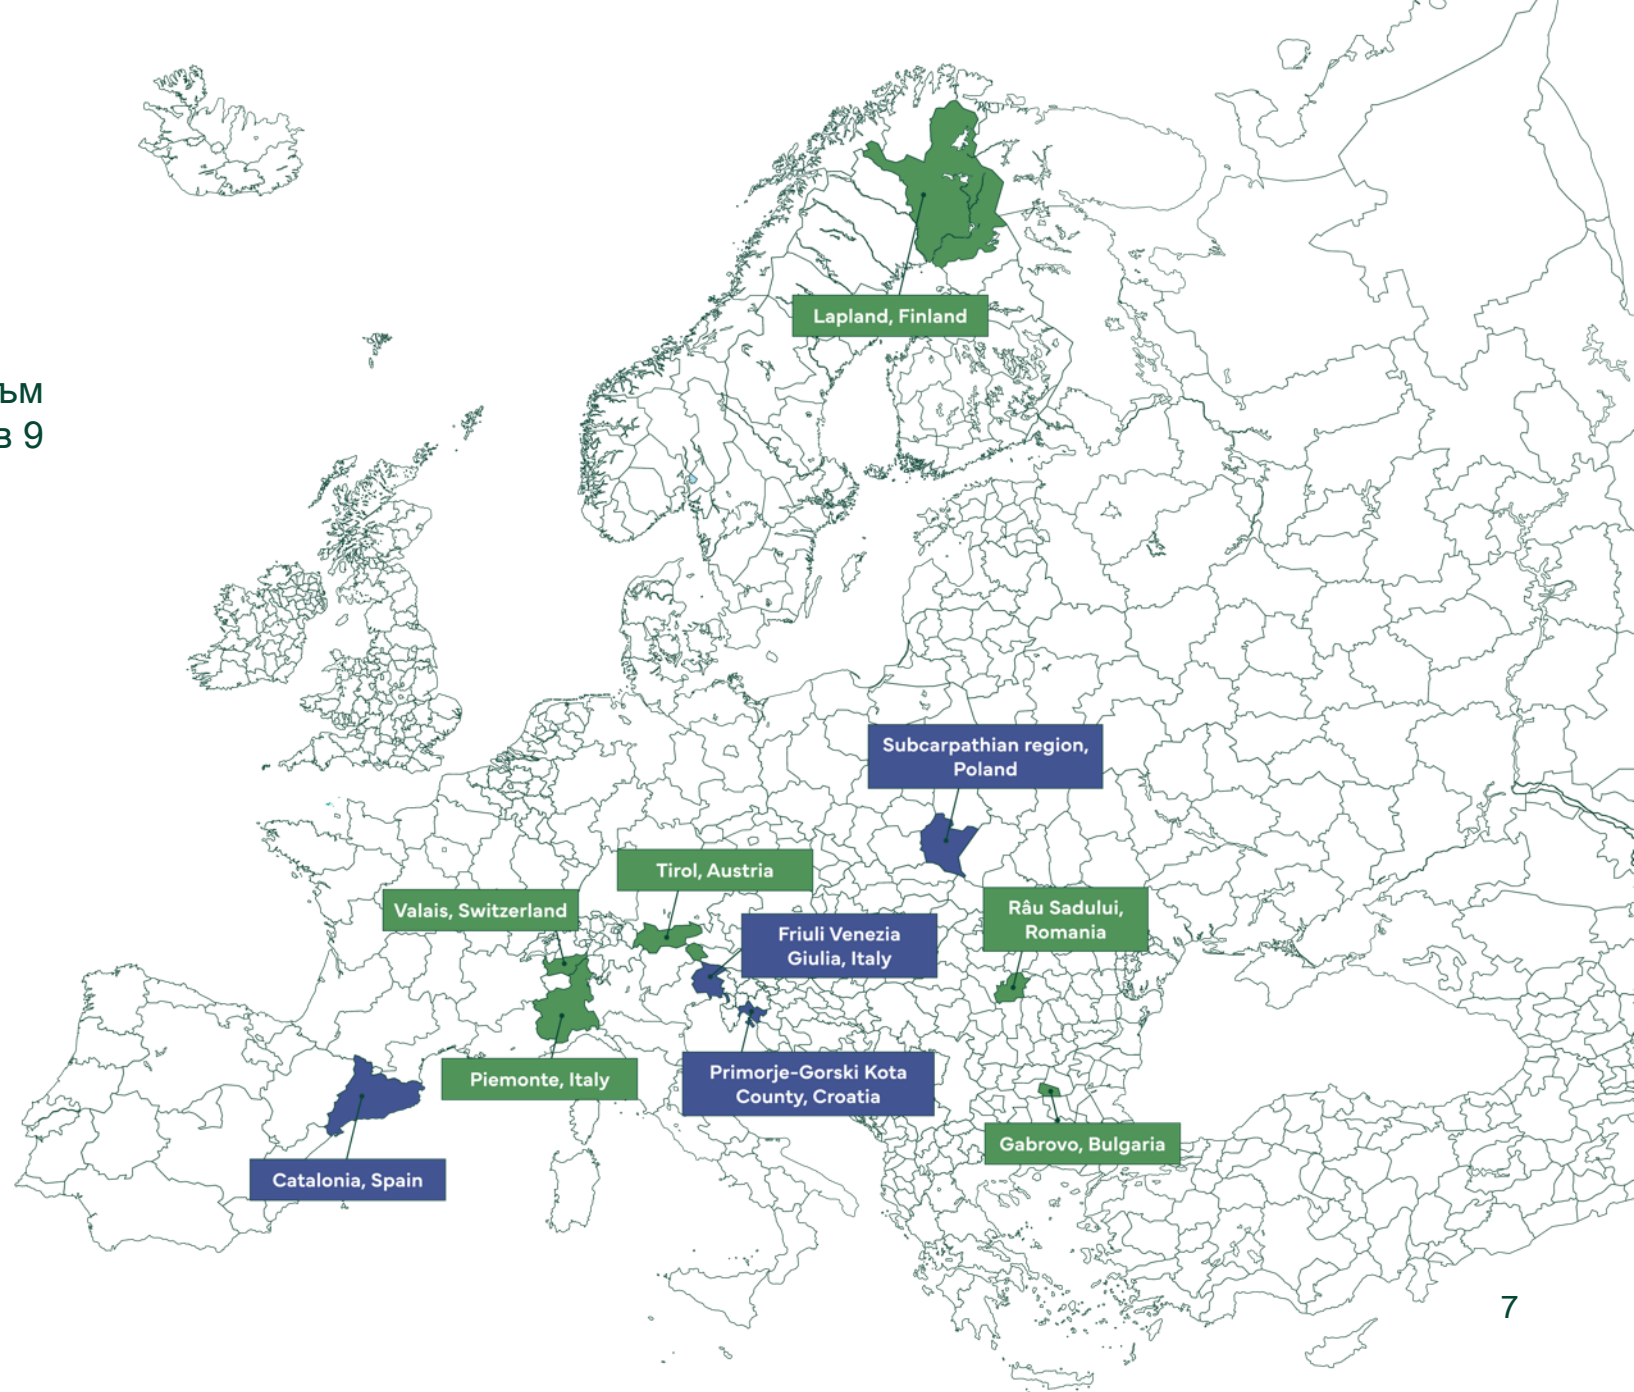 Lapland, Finland
ъм
в 9
Subcarpathian region,
Poland
Tirol, Austria
Valais, Switzerland
Râu Sadului,
Romania
Friuli Venezia
Giulia, Italy
Piemonte, Italy
Primorje-Gorski Kota
County, Croatia
Gabrovo, Bulgaria
Catalonia, Spain
7